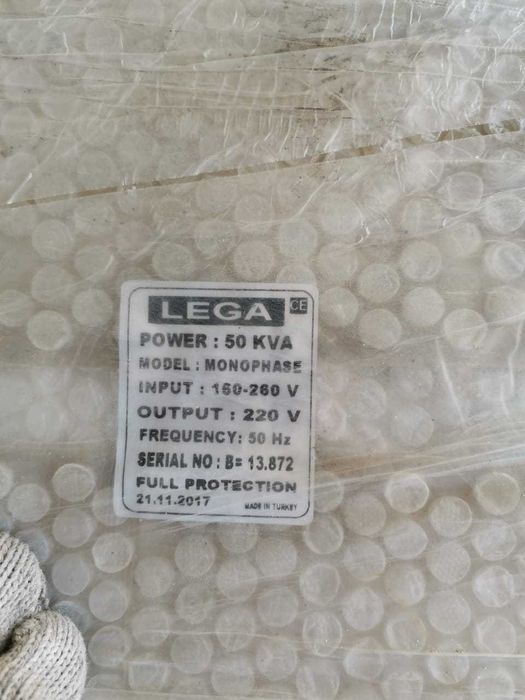 LEGA CE
POWER : 50 KVA
MODEL : MONOPHASE
INPUT : 160-260 V
OUTPUT : 220 V
FREQUENCY: 50 Hz
SERIAL NO : B= 13.872
FULL PROTECTION
21.11.2017 MADE IN TURKEY